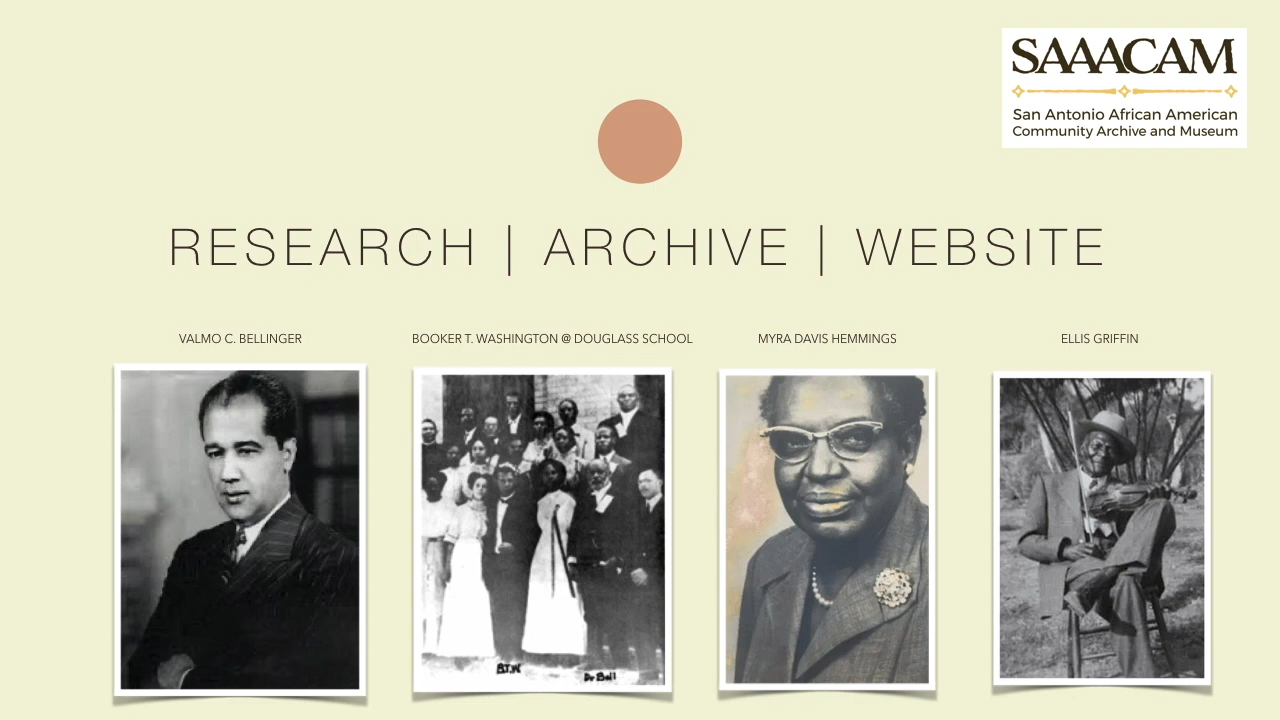 SAAACAM
San Antonio African American
Community Archive and Museum
RESEARCH | ARCHIVE | WEBSITE
VALMO C. BELLINGER
BOOKER T. WASHINGTON @ DOUGLASS SCHOOL
MYRA DAVIS HEMMINGS
ELLIS GRIFFIN
B.T.W
Dr Bell